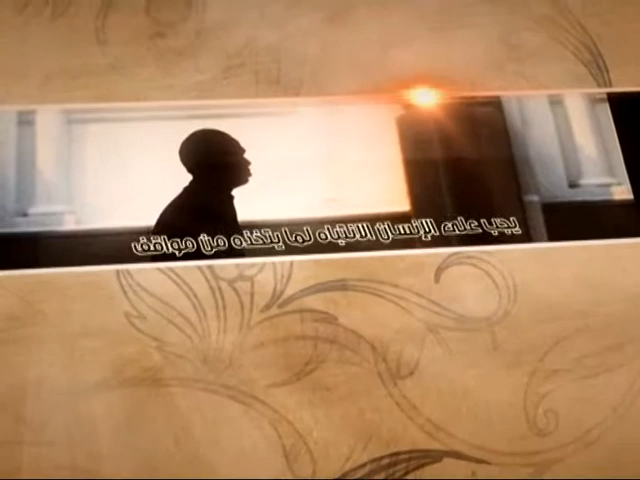 يجب على الإنسان الانتباه لما يتخذه من مواقف